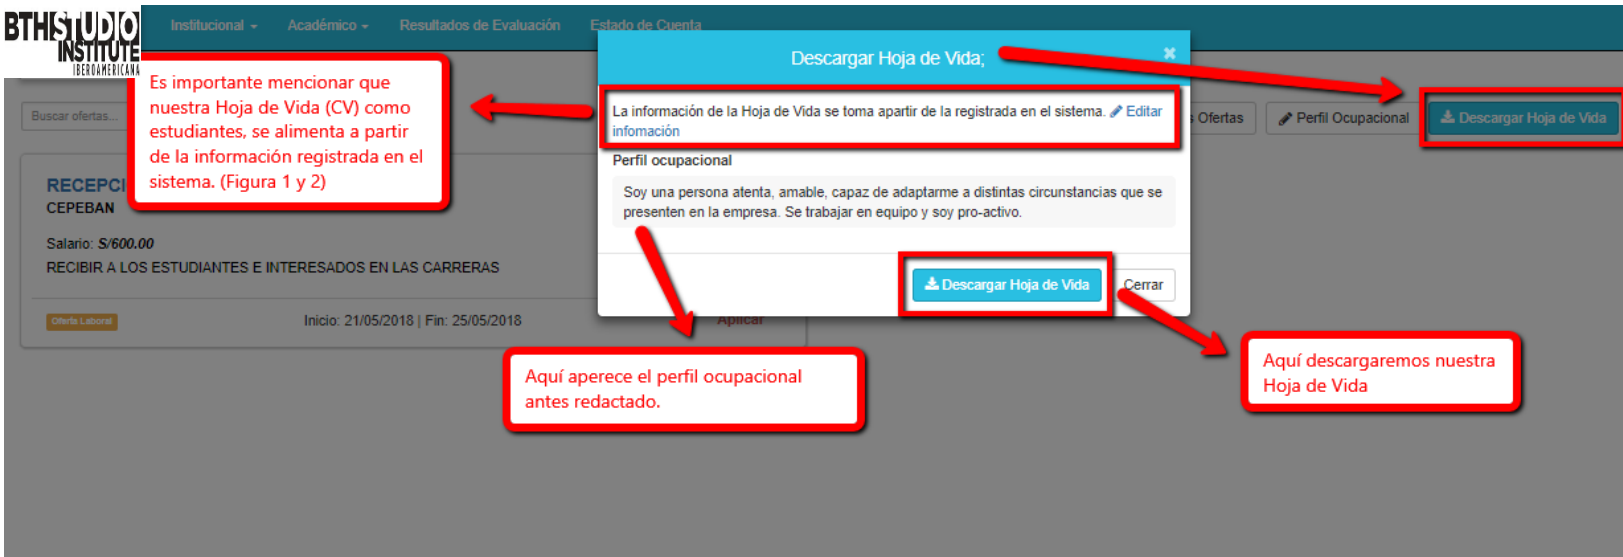 BTHSTUDIO
INSTITUTE
IBEROAMERICANA
Institucional
Académico
Resultados de Evaluación
Estado de Cuenta
Descargar Hoja de Vida;
Es importante mencionar que
nuestra Hoja de Vida (CV) como
estudiantes, se alimenta a partir
de la información registrada en el
sistema. (Figura 1 y 2)
La información de la Hoja de Vida se toma apartir de la registrada en el sistema. Editar
infomación
Buscar ofertas...
Ofertas
Perfil Ocupacional
Descargar Hoja de Vida
Perfil ocupacional
Soy una persona atenta, amable, capaz de adaptarme a distintas circunstancias que se
presenten en la empresa. Se trabajar en equipo y soy pro-activo.
RECEPCI
CEPEBAN
Salario: S/600.00
RECIBIR A LOS ESTUDIANTES E INTERESADOS EN LAS CARRERAS
Descargar Hoja de Vida
Cerrar
Oferta Laboral
Inicio: 21/05/2018 | Fin: 25/05/2018
Aplicar
Aquí aperece el perfil ocupacional
antes redactado.
Aquí descargaremos nuestra
Hoja de Vida